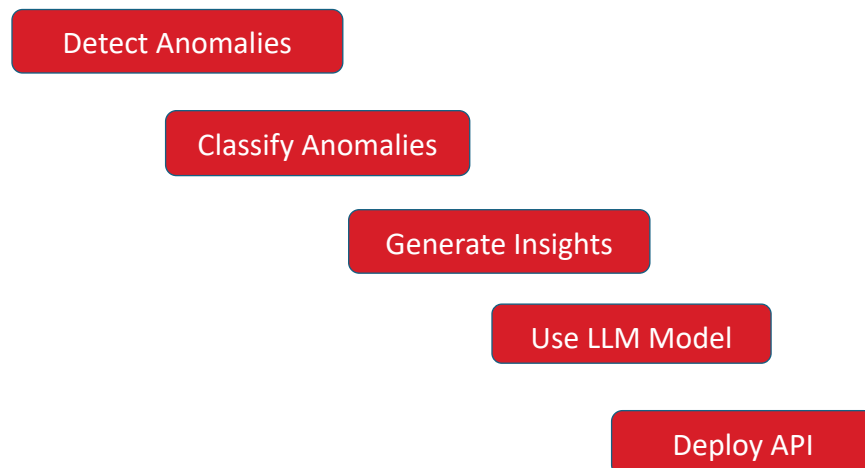 Detect Anomalies
Classify Anomalies
Generate Insights
Use LLM Model
Deploy API